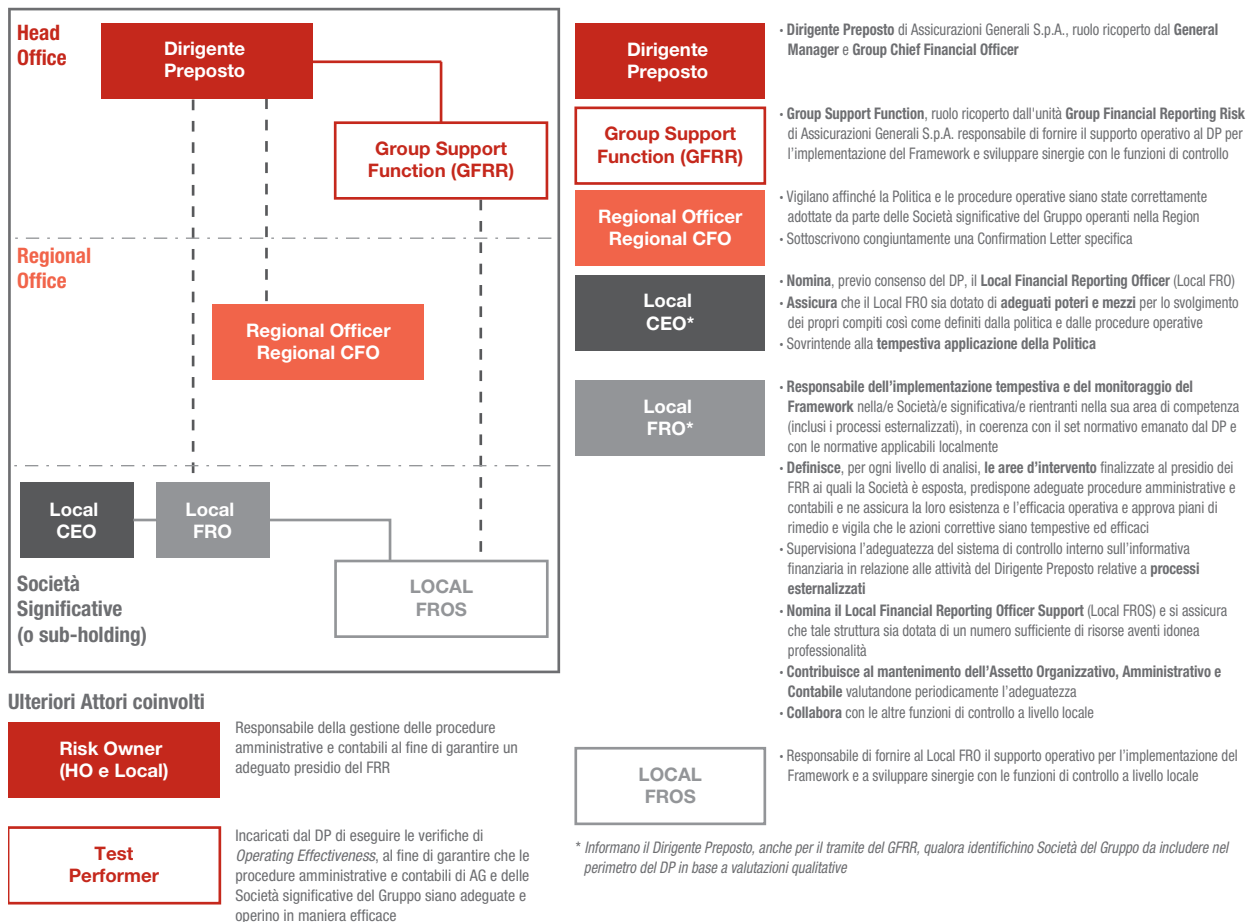 Head
Office
Dirigente
Preposto
Group Support
Function (GFRR)
Regional
Office
Regional Officer
Regional CFO
Local
CEO
Local
FRO
Società
Significative
(o sub-holding)
LOCAL
FROS
Ulteriori Attori coinvolti
Risk Owner
(HO e Local)
Responsabile della gestione delle procedure
amministrative e contabili al fine di garantire un
adeguato presidio del FRR
Test
Performer
Incaricati dal DP di eseguire le verifiche di
Operating Effectiveness, al fine di garantire che le
procedure amministrative e contabili di AG e delle
Società significative del Gruppo siano adeguate e
operino in maniera efficace
Dirigente
Preposto
• Dirigente Preposto di Assicurazioni Generali S.p.A., ruolo ricoperto dal General
Manager e Group Chief Financial Officer
Group Support
Function (GFRR)
• Group Support Function, ruolo ricoperto dall'unità Group Financial Reporting Risk
di Assicurazioni Generali S.p.A. responsabile di fornire il supporto operativo al DP per
l’implementazione del Framework e sviluppare sinergie con le funzioni di controllo
Regional Officer
Regional CFO
• Vigilano affinché la Politica e le procedure operative siano state correttamente
adottate da parte delle Società significative del Gruppo operanti nella Region
• Sottoscrivono congiuntamente una Confirmation Letter specifica
Local
CEO*
• Nomina, previo consenso del DP, il Local Financial Reporting Officer (Local FRO)
• Assicura che il Local FRO sia dotato di adeguati poteri e mezzi per lo svolgimento
dei propri compiti così come definiti dalla politica e dalle procedure operative
• Sovrintende alla tempestiva applicazione della Politica
Local
FRO*
• Responsabile dell’implementazione tempestiva e del monitoraggio del
Framework nella/e Società/e significativa/e rientranti nella sua area di competenza
(inclusi i processi esternalizzati), in coerenza con il set normativo emanato dal DP e
con le normative applicabili localmente
• Definisce, per ogni livello di analisi, le aree d’intervento finalizzate al presidio dei
FRR ai quali la Società è esposta, predispone adeguate procedure amministrative e
contabili e ne assicura la loro esistenza e l’efficacia operativa e approva piani di
rimedio e vigila che le azioni correttive siano tempestive ed efficaci
• Supervisiona l’adeguatezza del sistema di controllo interno sull’informativa
finanziaria in relazione alle attività del Dirigente Preposto relative a processi
esternalizzati
• Nomina il Local Financial Reporting Officer Support (Local FROS) e si assicura
che tale struttura sia dotata di un numero sufficiente di risorse aventi idonea
professionalità
• Contribuisce al mantenimento dell’Assetto Organizzativo, Amministrativo e
Contabile valutandone periodicamente l’adeguatezza
• Collabora con le altre funzioni di controllo a livello locale
LOCAL
FROS
• Responsabile di fornire al Local FRO il supporto operativo per l’implementazione del
Framework e a sviluppare sinergie con le funzioni di controllo a livello locale
* Informano il Dirigente Preposto, anche per il tramite del GFRR, qualora identifichino Società del Gruppo da includere nel
perimetro del DP in base a valutazioni qualitative